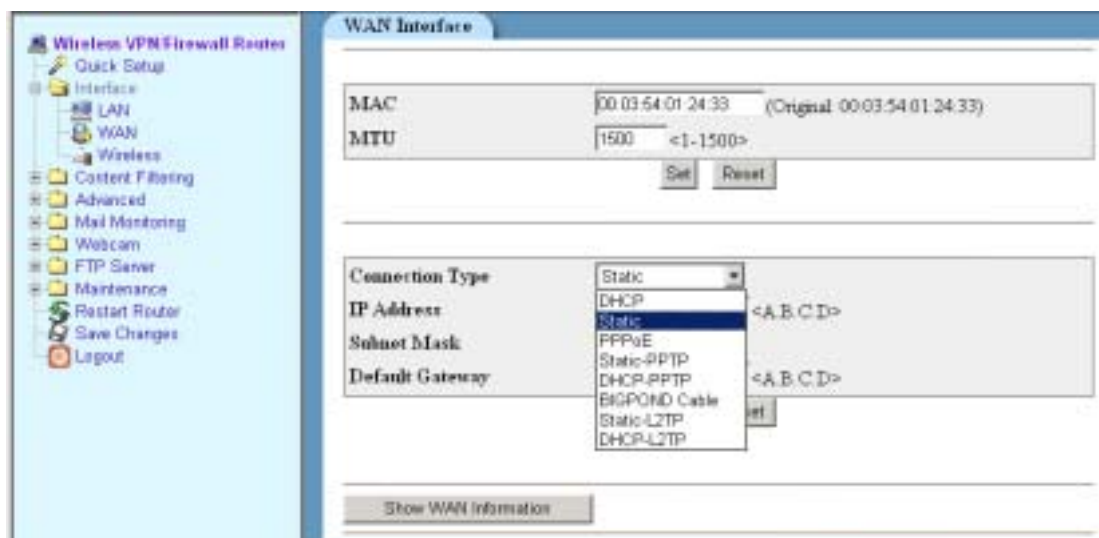 Wireless VPN/Firewall Router
Quick Setup
Interface
LAN
WAN
Wireless
Content Filtering
Advanced
Mail Monitoring
Webcam
FTP Server
Maintenance
Restart Router
Save Changes
Logout
WAN Interface
MAC 00:03:54:01:24:33 (Original: 00:03:54:01:24:33)
MTU 1500 <1-1500>
Set Reset
Connection Type Static
DHCP
IP Address <A.B.C.D>
Static
PPPoE
Subnet Mask
Static-PPTP
Default Gateway DHCP-PPTP <A.B.C.D>
BIGPOND Cable
Static-L2TP
DHCP-L2TP
Show WAN Information